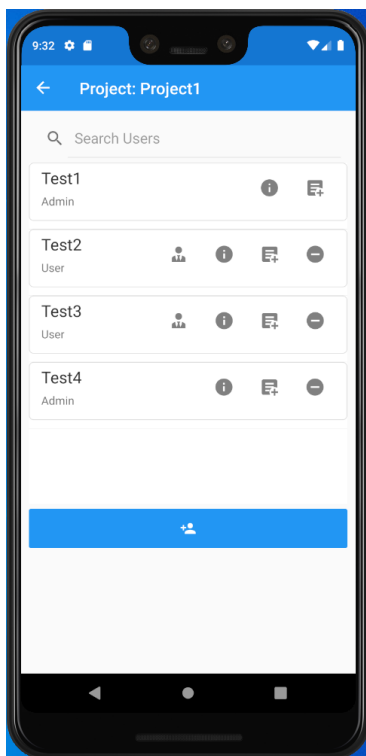 9:32
Project: Project1
Search Users
Test1
Admin
Test2
User
Test3
User
Test4
Admin